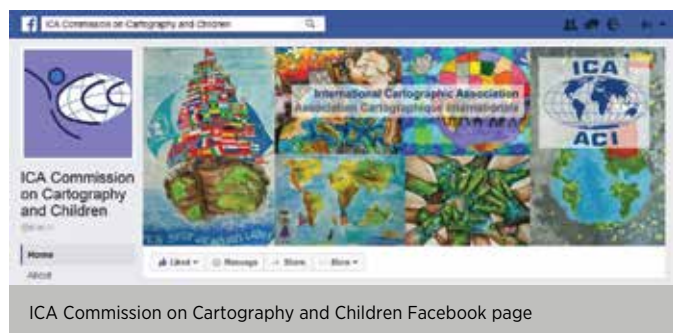 ICA Commission on Cartography and Children
CCC
International Cartographic Association
Association Cartographique Internationale
ICA
ACI
ICA Commission
on Cartography
and Children
Home
About
Liked
Message
Share
More
ICA Commission on Cartography and Children Facebook page